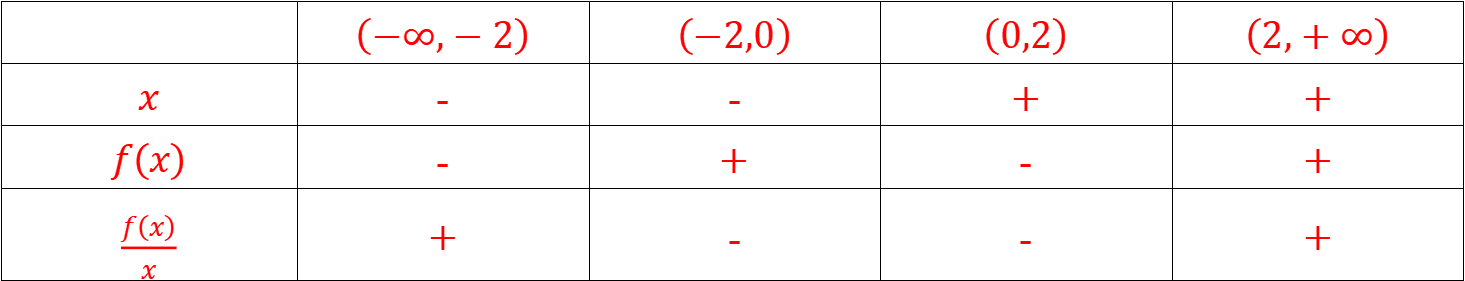 (−∞, − 2) (−2,0) (0,2) (2, + ∞)
x - - + +
f(x) - + - +
f(x)/x + - - +